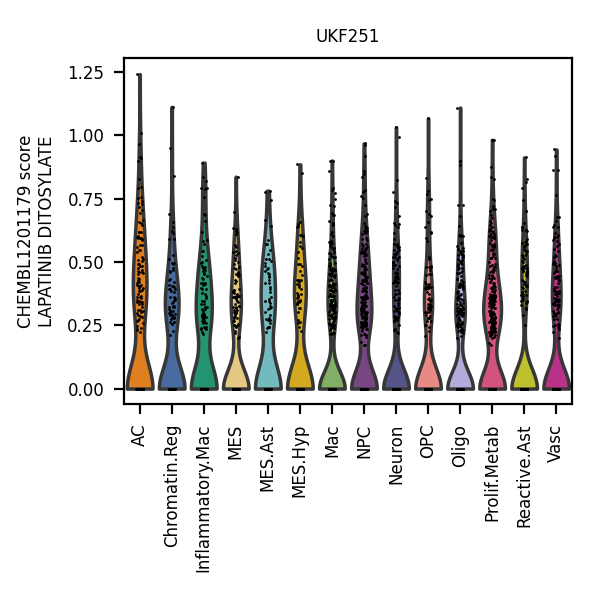 UKF251
CHEMBL1201179 score
LAPATINIB DITOSYLATE
1.25
1.00
0.75
0.50
0.25
0.00
AC
Chromatin.Reg
Inflammatory.Mac
MES
MES.Ast
MES.Hyp
Mac
NPC
Neuron
OPC
Oligo
Prolif.Metab
Reactive.Ast
Vasc